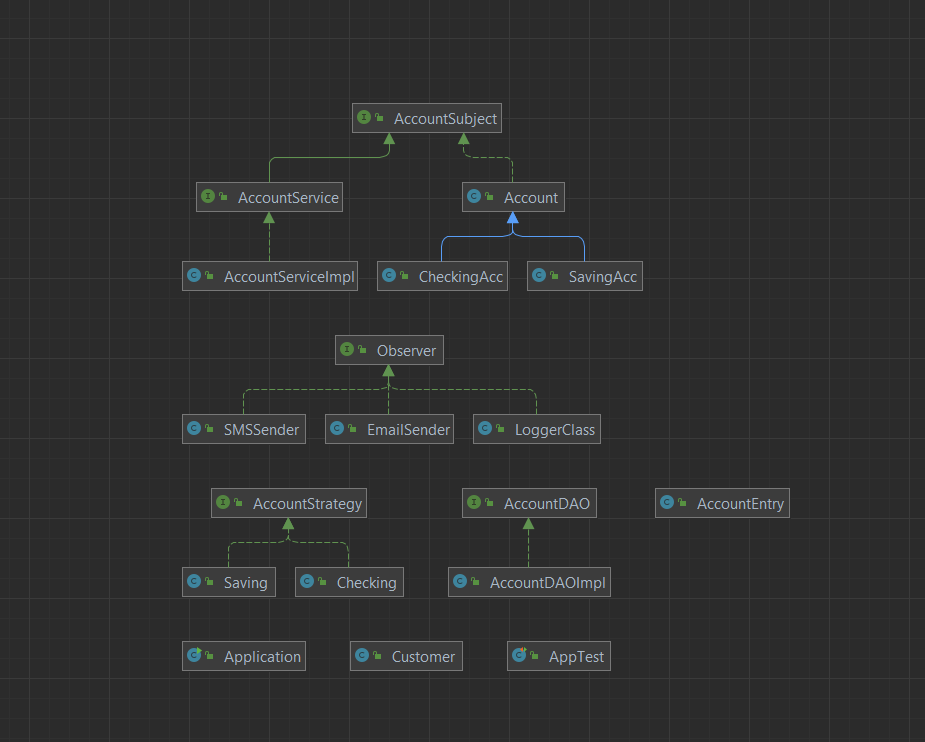 AccountSubject
AccountService
Account
AccountServiceImpl
CheckingAcc
SavingAcc
Observer
SMSSender
EmailSender
LoggerClass
AccountStrategy
AccountDAO
AccountEntry
Saving
Checking
AccountDAOImpl
Application
Customer
AppTest